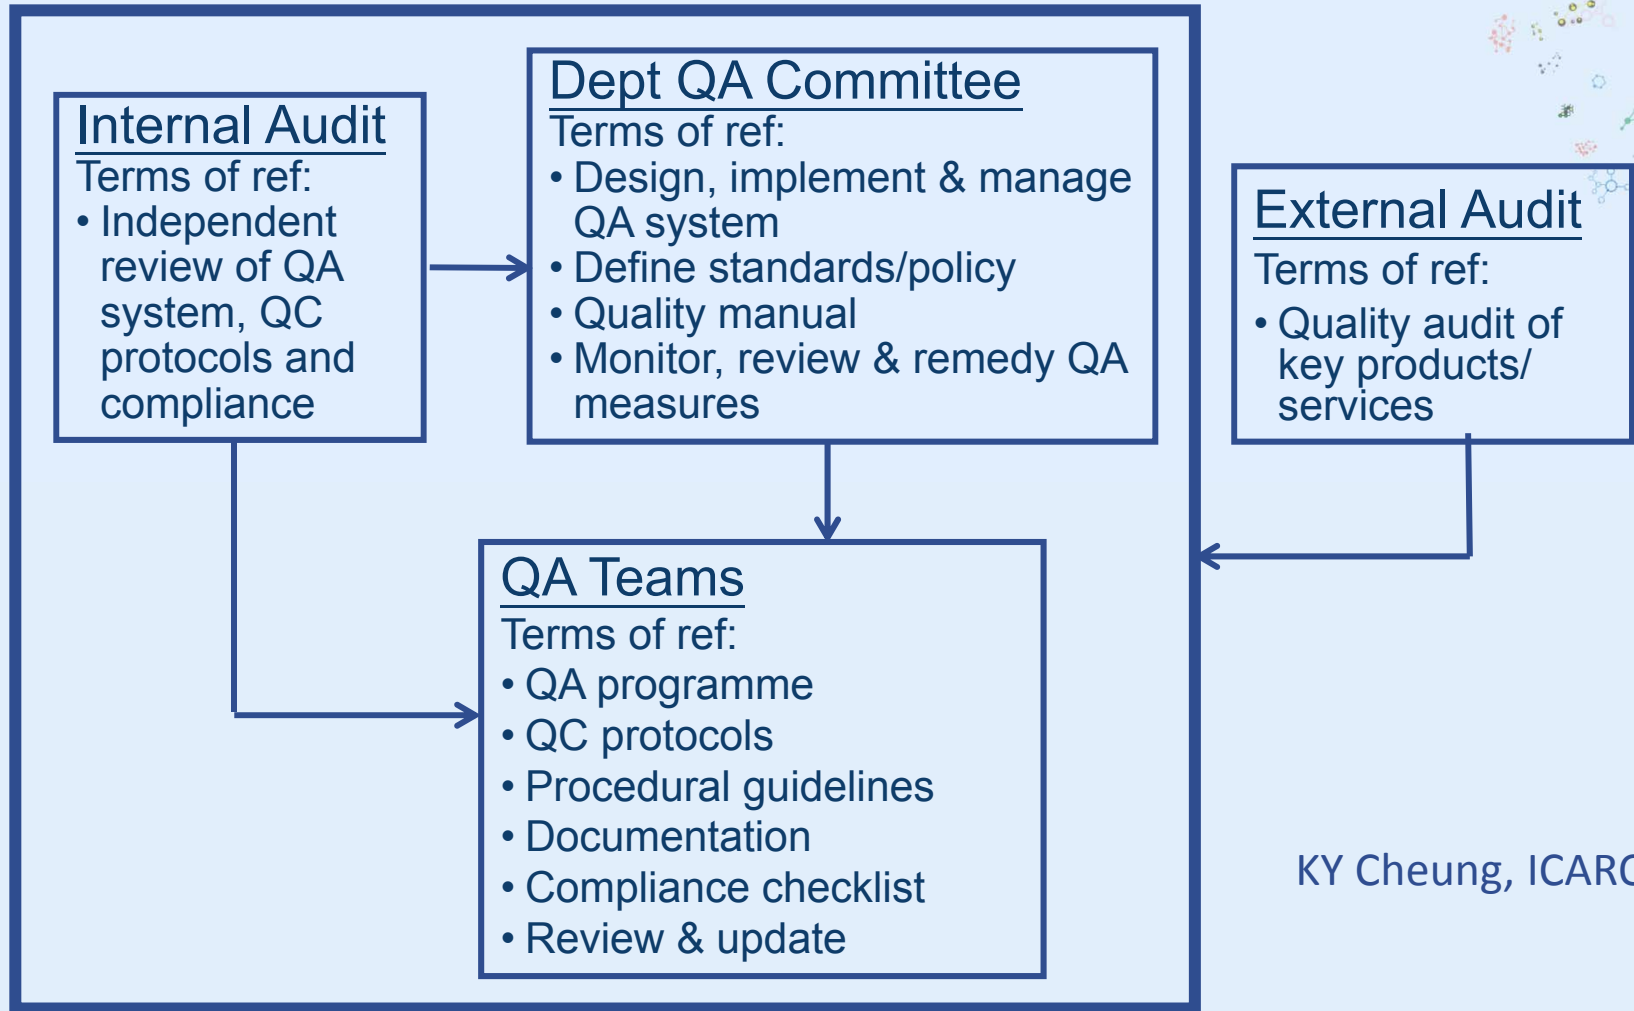 Internal Audit
Terms of ref:
• Independent
review of QA
system, QC
protocols and
compliance
Dept QA Committee
Terms of ref:
• Design, implement & manage
QA system
• Define standards/policy
• Quality manual
• Monitor, review & remedy QA
measures
External Audit
Terms of ref:
• Quality audit of
key products/
services
QA Teams
Terms of ref:
• QA programme
• QC protocols
• Procedural guidelines
• Documentation
• Compliance checklist
• Review & update
KY Cheung,